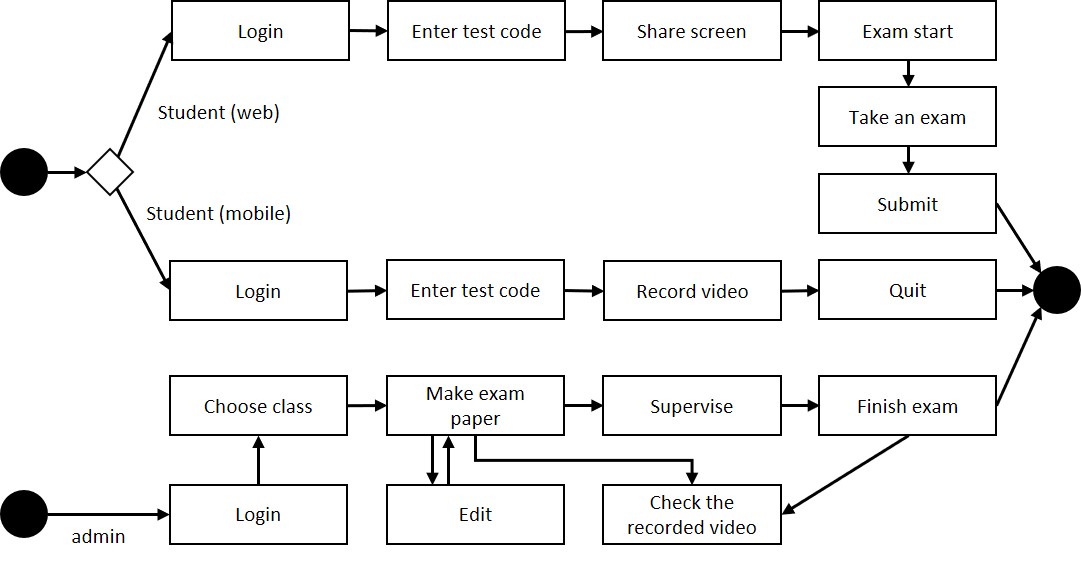 Login
Enter test code
Share screen
Exam start
Student (web)
Take an exam
Submit
Student (mobile)
Login
Enter test code
Record video
Quit
Choose class
Make exam
paper
Supervise
Finish exam
admin
Login
Edit
Check the
recorded video